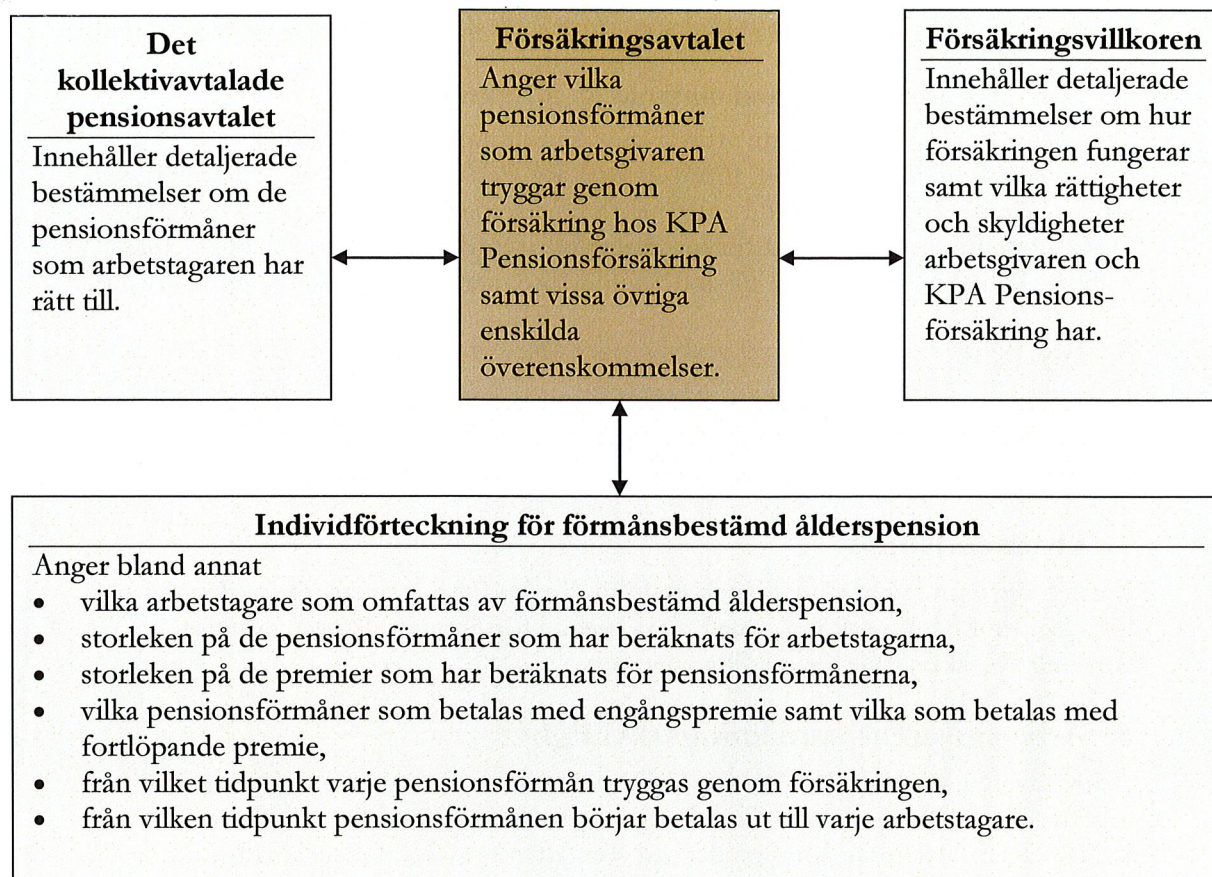 Det
kollektivavtalade
pensionsavtalet
Innehåller detaljerade
bestämmelser om de
pensionsförmåner
som arbetstagaren har
rätt till.
Försäkringsavtalet
Anger vilka
pensionsförmåner
som arbetsgivaren
tryggar genom
försäkring hos KPA
Pensionsförsäkring
samt vissa övriga
enskilda
överenskommelser.
Försäkringsvillkoren
Innehåller detaljerade
bestämmelser om hur
försäkringen fungerar
samt vilka rättigheter
och skyldigheter
arbetsgivaren och
KPA Pensions-
försäkring har.
Individförteckning för förmånsbestämd ålderspension
Anger bland annat
• vilka arbetstagare som omfattas av förmånsbestämd ålderspension,
• storleken på de pensionsförmåner som har beräknats för arbetstagarna,
• storleken på de premier som har beräknats för pensionsförmånerna,
• vilka pensionsförmåner som betalas med engångspremie samt vilka som betalas med
fortlöpande premie,
• från vilket tidpunkt varje pensionsförmån tryggas genom försäkringen,
• från vilken tidpunkt pensionsförmånen börjar betalas ut till varje arbetstagare.